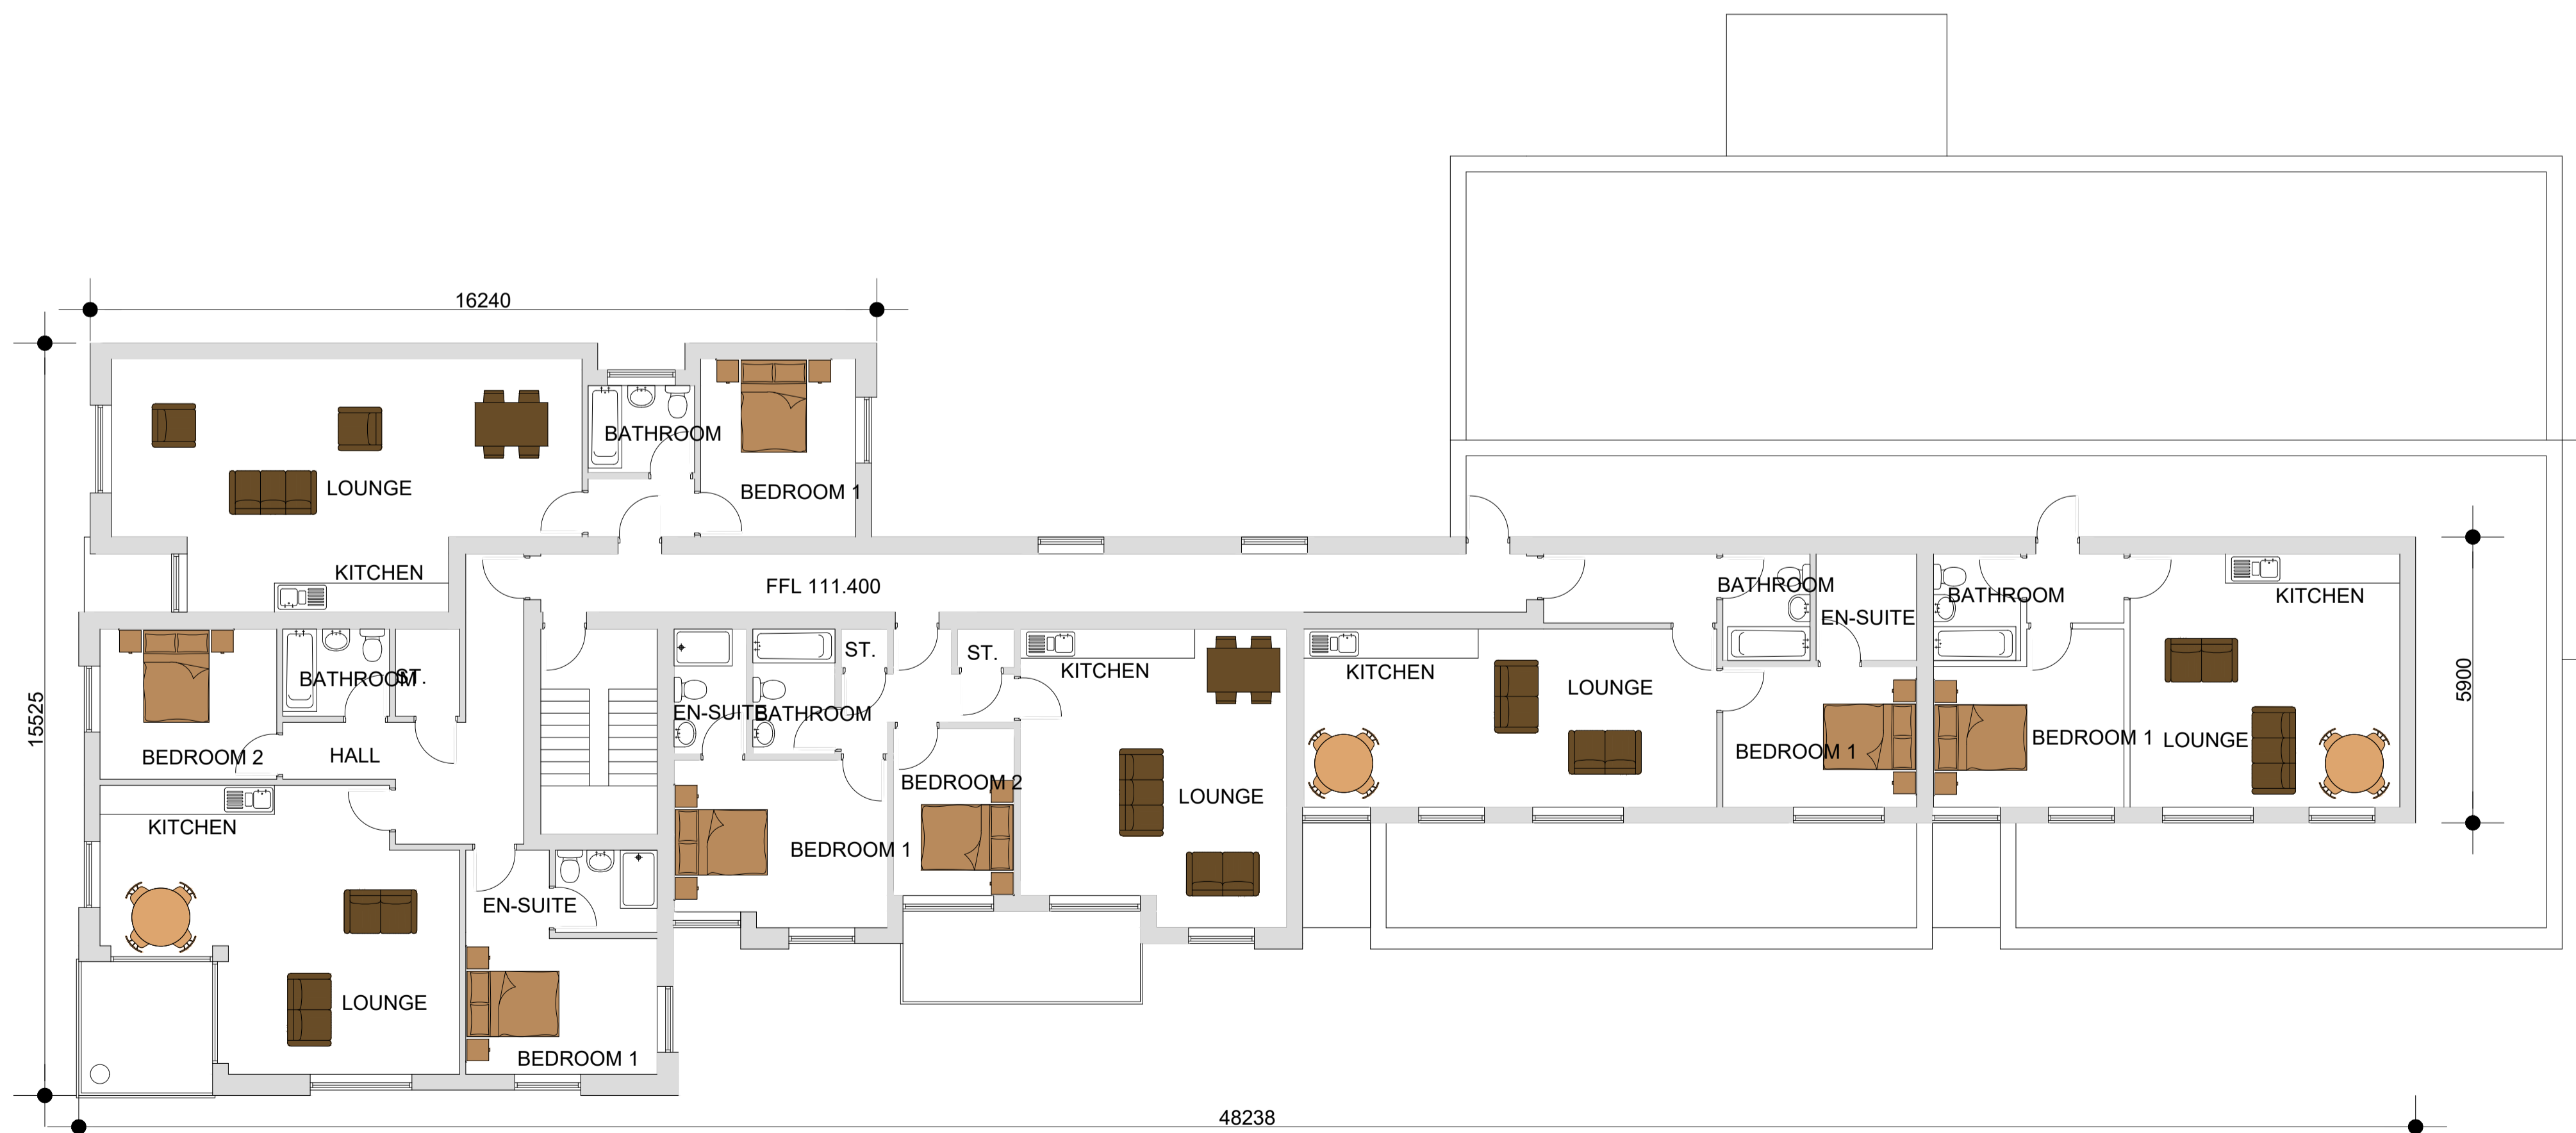 16240
BATHROOM
LOUNGE
BEDROOM 1
KITCHEN
FFL 111.400
BATHROOM
EN-SUITE
BATHROOM
KITCHEN
ST.
ST.
KITCHEN
KITCHEN
LOUNGE
BATHROOM
ST.
EN-SUITE
BATHROOM
5900
15525
BEDROOM 2
HALL
BEDROOM 2
BEDROOM 1
BEDROOM 1
LOUNGE
KITCHEN
BEDROOM 1
LOUNGE
EN-SUITE
LOUNGE
BEDROOM 1
48238